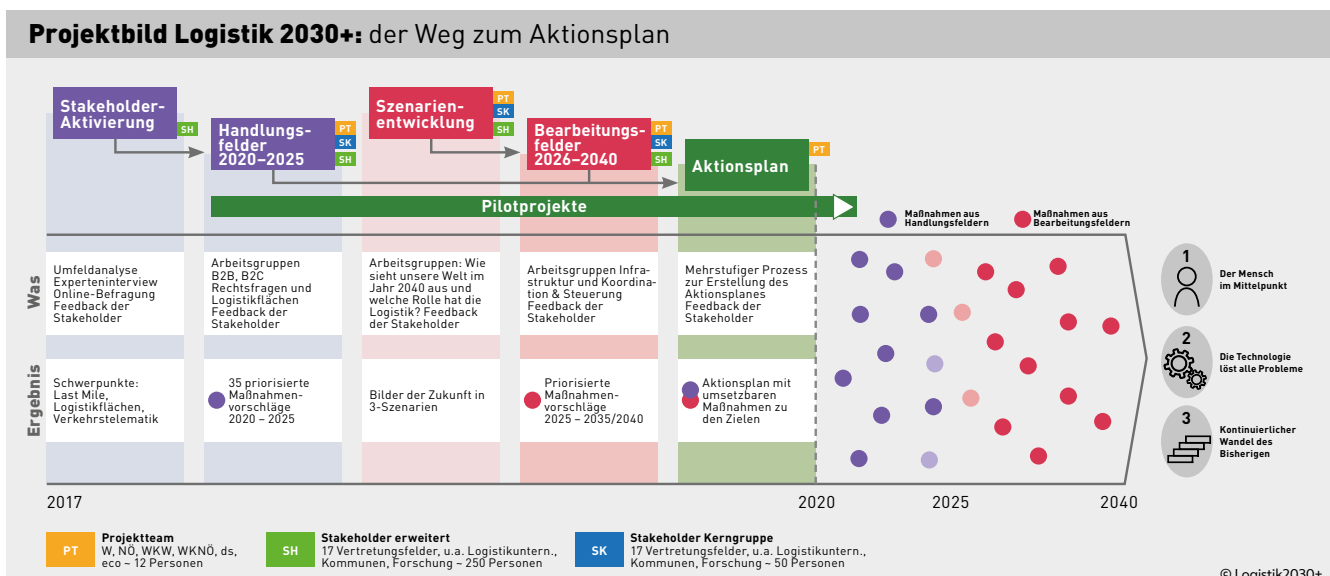 Projektbild Logistik 2030+: der Weg zum Aktionsplan
Stakeholder-
Aktivierung
SH
Handlungs-
felder
2020–2025
PT
SK
SH
Szenarien-
entwicklung
PT
SK
SH
Bearbeitungs-
felder
2026–2040
PT
SK
SH
Aktionsplan
PT
Pilotprojekte
Maßnahmen aus
Handlungsfeldern
Maßnahmen aus
Bearbeitungsfeldern
Was
Umfeldanalyse
Experteninterview
Online-Befragung
Feedback der
Stakeholder
Arbeitsgruppen
B2B, B2C
Rechtsfragen und
Logistikflächen
Feedback der
Stakeholder
Arbeitsgruppen: Wie
sieht unsere Welt im
Jahr 2040 aus und
welche Rolle hat die
Logistik? Feedback
der Stakeholder
Arbeitsgruppen Infra-
struktur und Koordina-
tion & Steuerung
Feedback der
Stakeholder
Mehrstufiger Prozess
zur Erstellung des
Aktionsplanes
Feedback der
Stakeholder
Ergebnis
Schwerpunkte:
Last Mile,
Logistikflächen,
Verkehrstelematik
35 priorisierte
Maßnahmen-
vorschläge
2020 – 2025
Bilder der Zukunft in
3-Szenarien
Priorisierte
Maßnahmen-
vorschläge
2025 – 2035/2040
Aktionsplan mit
umsetzbaren
Maßnahmen zu
den Zielen
1
Der Mensch
im Mittelpunkt
2
Die Technologie
löst alle Probleme
3
Kontinuierlicher
Wandel des
Bisherigen
2017
2020
2025
2040
PT
Projektteam
W, NÖ, WKW, WKNÖ, ds,
eco ~ 12 Personen
SH
Stakeholder erweitert
17 Vertretungsfelder, u.a. Logistikuntern.,
Kommunen, Forschung ~ 250 Personen
SK
Stakeholder Kerngruppe
17 Vertretungsfelder, u.a. Logistikuntern.,
Kommunen, Forschung ~ 50 Personen
© Logistik2030+